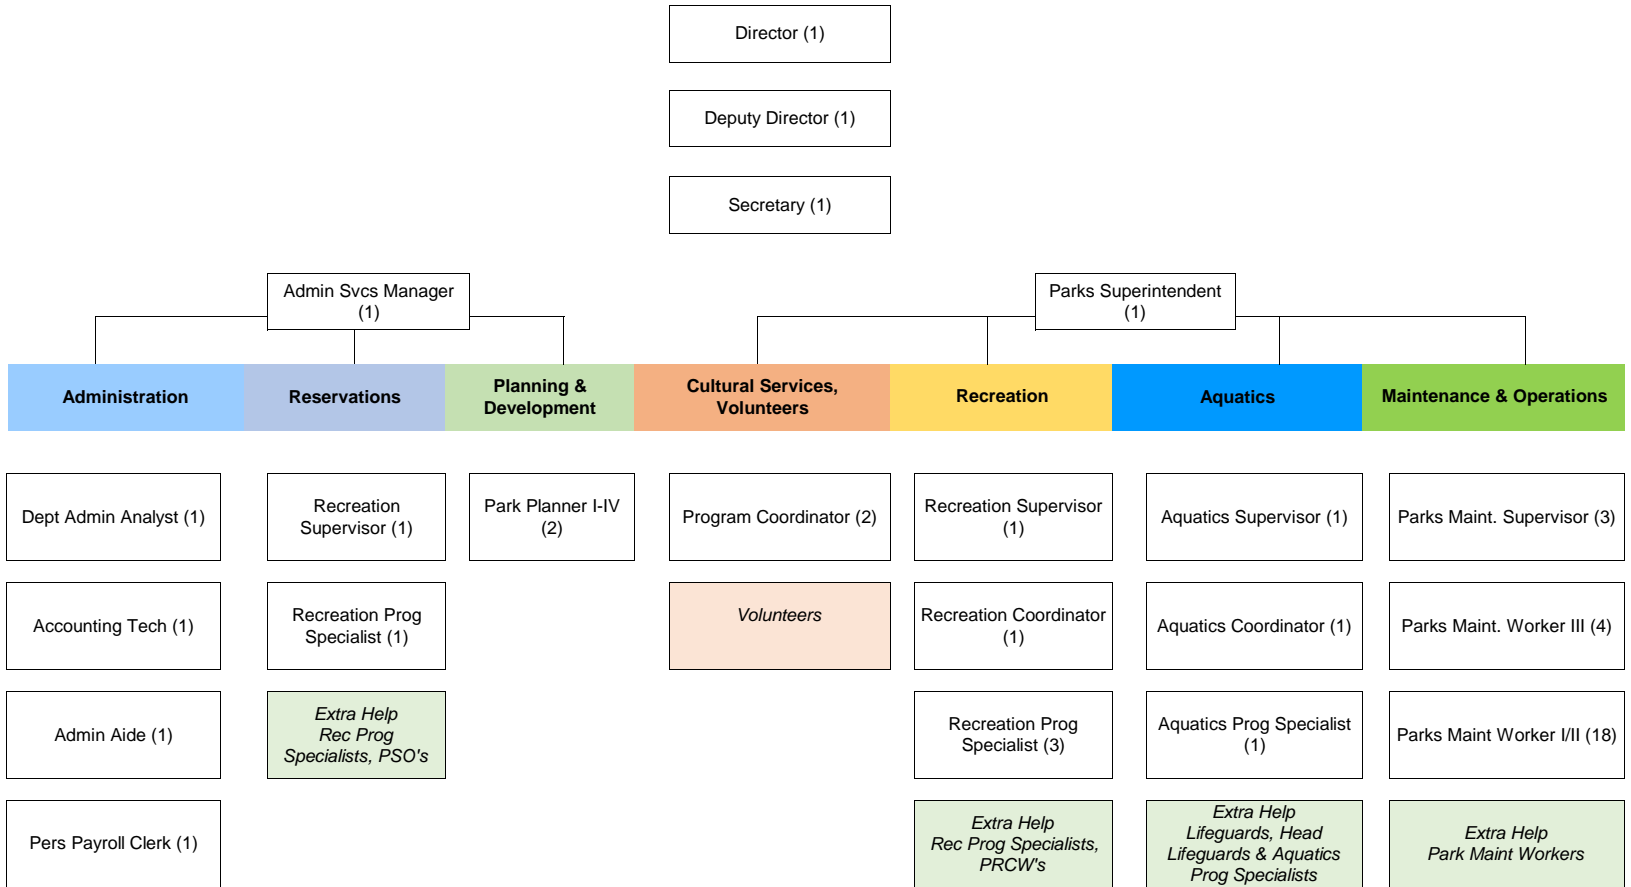 Director (1)
Deputy Director (1)
Secretary (1)
Admin Svcs Manager
(1)
Parks Superintendent
(1)
Administration
Reservations
Planning &
Development
Cultural Services,
Volunteers
Recreation
Aquatics
Maintenance & Operations
Dept Admin Analyst (1)
Recreation
Supervisor (1)
Park Planner I-IV
(2)
Program Coordinator (2)
Recreation Supervisor
(1)
Aquatics Supervisor (1)
Parks Maint. Supervisor (3)
Accounting Tech (1)
Recreation Prog
Specialist (1)
Volunteers
Recreation Coordinator
(1)
Aquatics Coordinator (1)
Parks Maint. Worker III (4)
Admin Aide (1)
Extra Help
Rec Prog
Specialists, PSO's
Recreation Prog
Specialist (3)
Aquatics Prog Specialist
(1)
Parks Maint Worker I/II (18)
Pers Payroll Clerk (1)
Extra Help
Rec Prog Specialists,
PRCW's
Extra Help
Lifeguards, Head
Lifeguards & Aquatics
Prog Specialists
Extra Help
Park Maint Workers